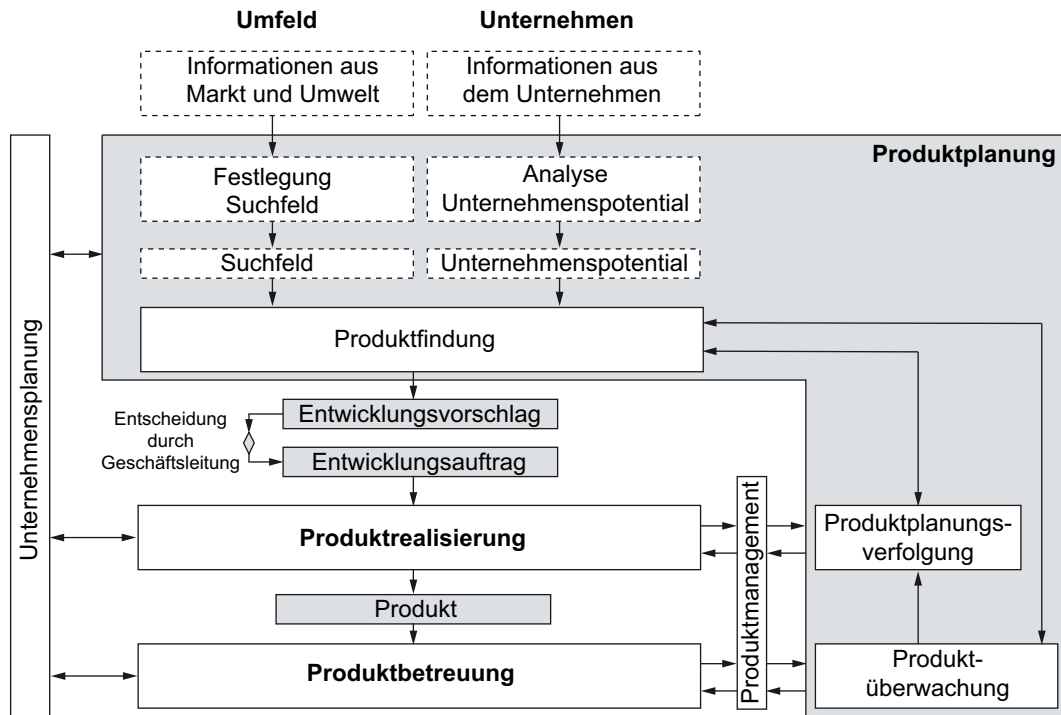 Umfeld
Unternehmen
Informationen aus
Markt und Umwelt
Informationen aus
dem Unternehmen
Produktplanung
Festlegung
Suchfeld
Analyse
Unternehmenspotential
Suchfeld
Unternehmenspotential
Produktfindung
Unternehmensplanung
Entscheidung
durch
Geschäftsleitung
Entwicklungsvorschlag
Entwicklungsauftrag
Produktrealisierung
Produktmanagement
Produktplanungs-
verfolgung
Produkt
Produktbetreuung
Produkt-
überwachung